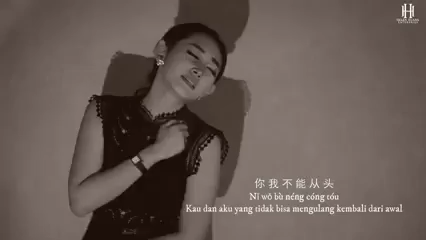 你我不能从头
Nǐ wǒ bù néng cóng tóu
Kau dan aku yang tidak bisa mengulang kembali dari awal